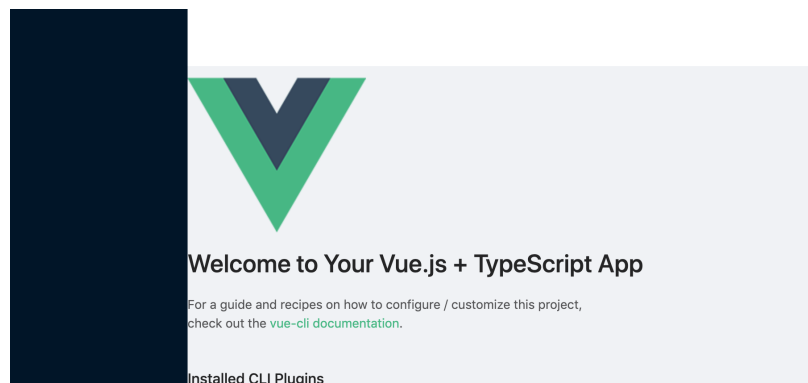 Welcome to Your Vue.js + TypeScript App
For a guide and recipes on how to configure / customize this project,
check out the vue-cli documentation.
Installed CLI Plugins